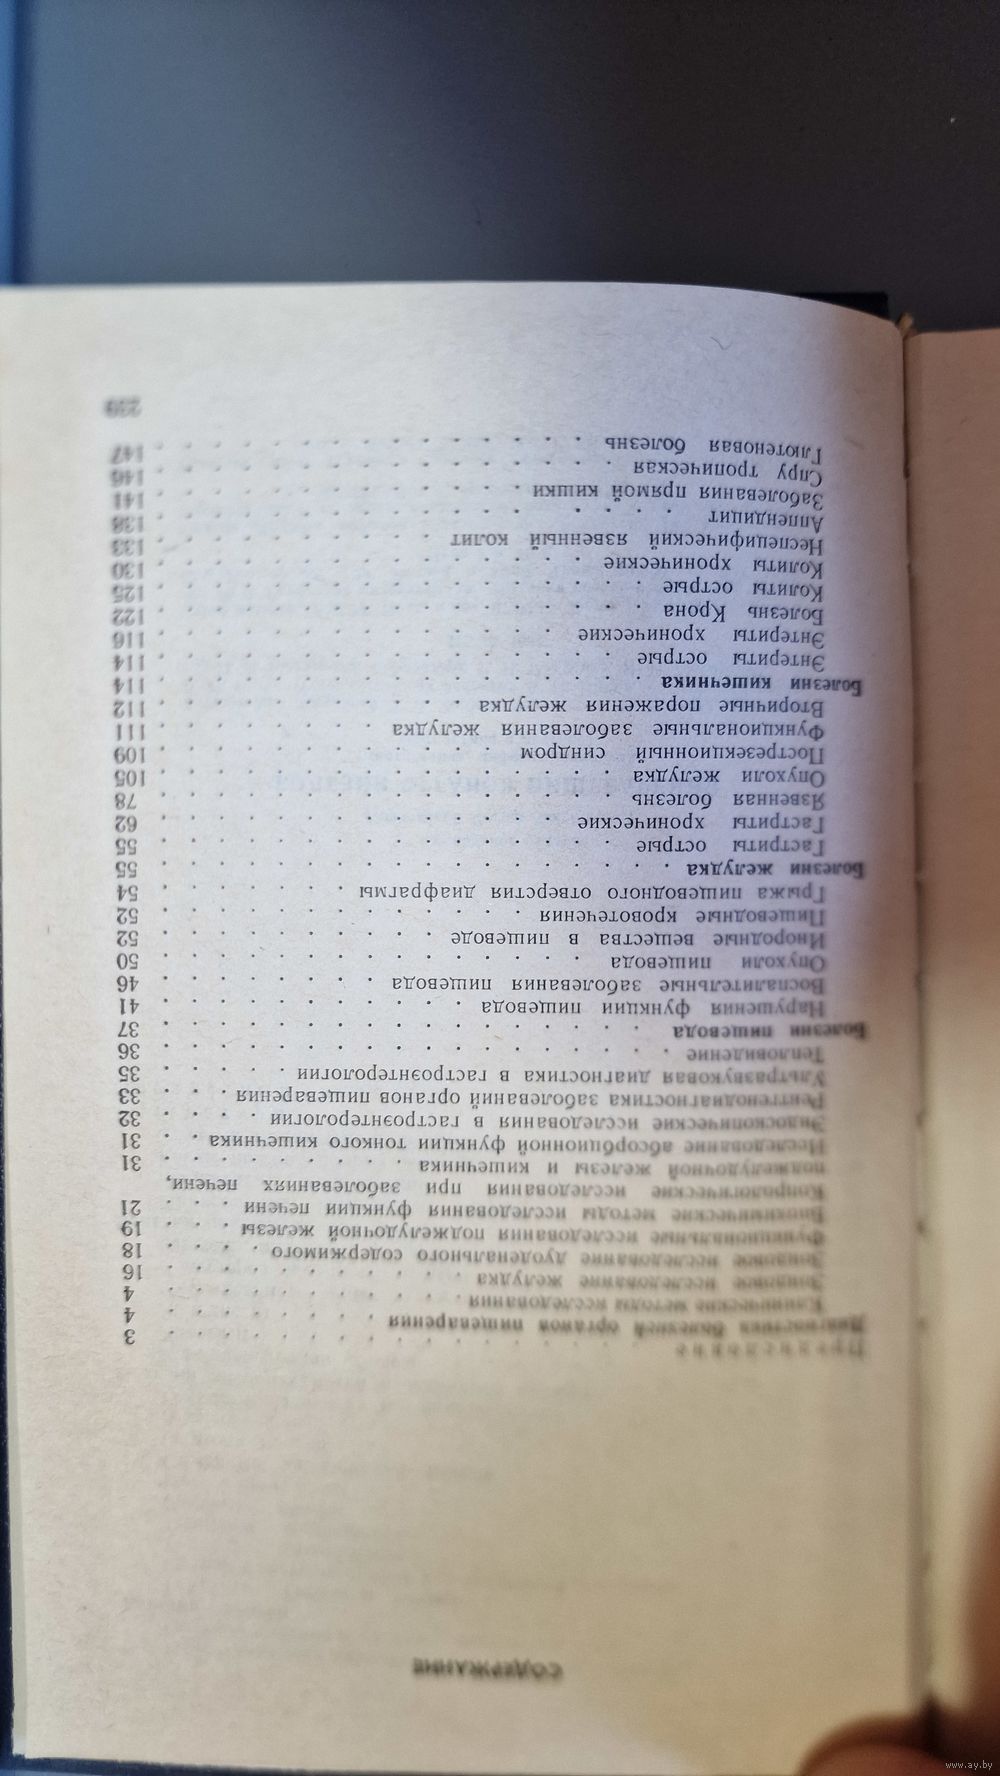 СОДЕРЖАНИЕ
Предисловие . . . . . . . . . . . . 3
Диагностика болезней органов пищеварения . . . . . . 4
Клинические методы исследования . . . . . . . . . 4
Зондовое исследование желудка . . . . . . . . . 16
Зондовое исследование дуоденального содержимого . . . . 18
Функциональные исследования поджелудочной железы . . . 19
Биохимические методы исследования функции печени . . . 21
Копрологические исследования при заболеваниях печени,
поджелудочной железы и кишечника . . . . . . . . 31
Исследование абсорбционной функции тонкого кишечника . . 31
Эндоскопические исследования в гастроэнтерологии . . . . 32
Рентгенодиагностика заболеваний органов пищеварения . . . 33
Ультразвуковая диагностика в гастроэнтерологии . . . . 35
Тепловидение . . . . . . . . . . . . . 36
Болезни пищевода . . . . . . . . . . . . 37
Нарушения функции пищевода . . . . . . . . . 41
Воспалительные заболевания пищевода . . . . . . . 46
Опухоли пищевода . . . . . . . . . . . . 50
Инородные вещества в пищеводе . . . . . . . . . 52
Пищеводные кровотечения . . . . . . . . . . 52
Грыжа пищеводного отверстия диафрагмы . . . . . . 54
Болезни желудка . . . . . . . . . . . . 55
Гастриты острые . . . . . . . . . . . . 55
Гастриты хронические . . . . . . . . . . . 62
Язвенная болезнь . . . . . . . . . . . . 78
Опухоли желудка . . . . . . . . . . . . 105
Пострезекционный синдром . . . . . . . . . . 109
Функциональные заболевания желудка . . . . . . . 111
Вторичные поражения желудка . . . . . . . . . 112
Болезни кишечника . . . . . . . . . . . . 114
Энтериты острые . . . . . . . . . . . . 114
Энтериты хронические . . . . . . . . . . . 116
Болезнь Крона . . . . . . . . . . . . . 122
Колиты острые . . . . . . . . . . . . . 125
Колиты хронические . . . . . . . . . . . 130
Неспецифический язвенный колит . . . . . . . . 133
Аппендицит . . . . . . . . . . . . . 138
Заболевания прямой кишки . . . . . . . . . . 141
Спру тропическая . . . . . . . . . . . . 146
Глютеновая болезнь . . . . . . . . . . . 147
239
www.ay.by